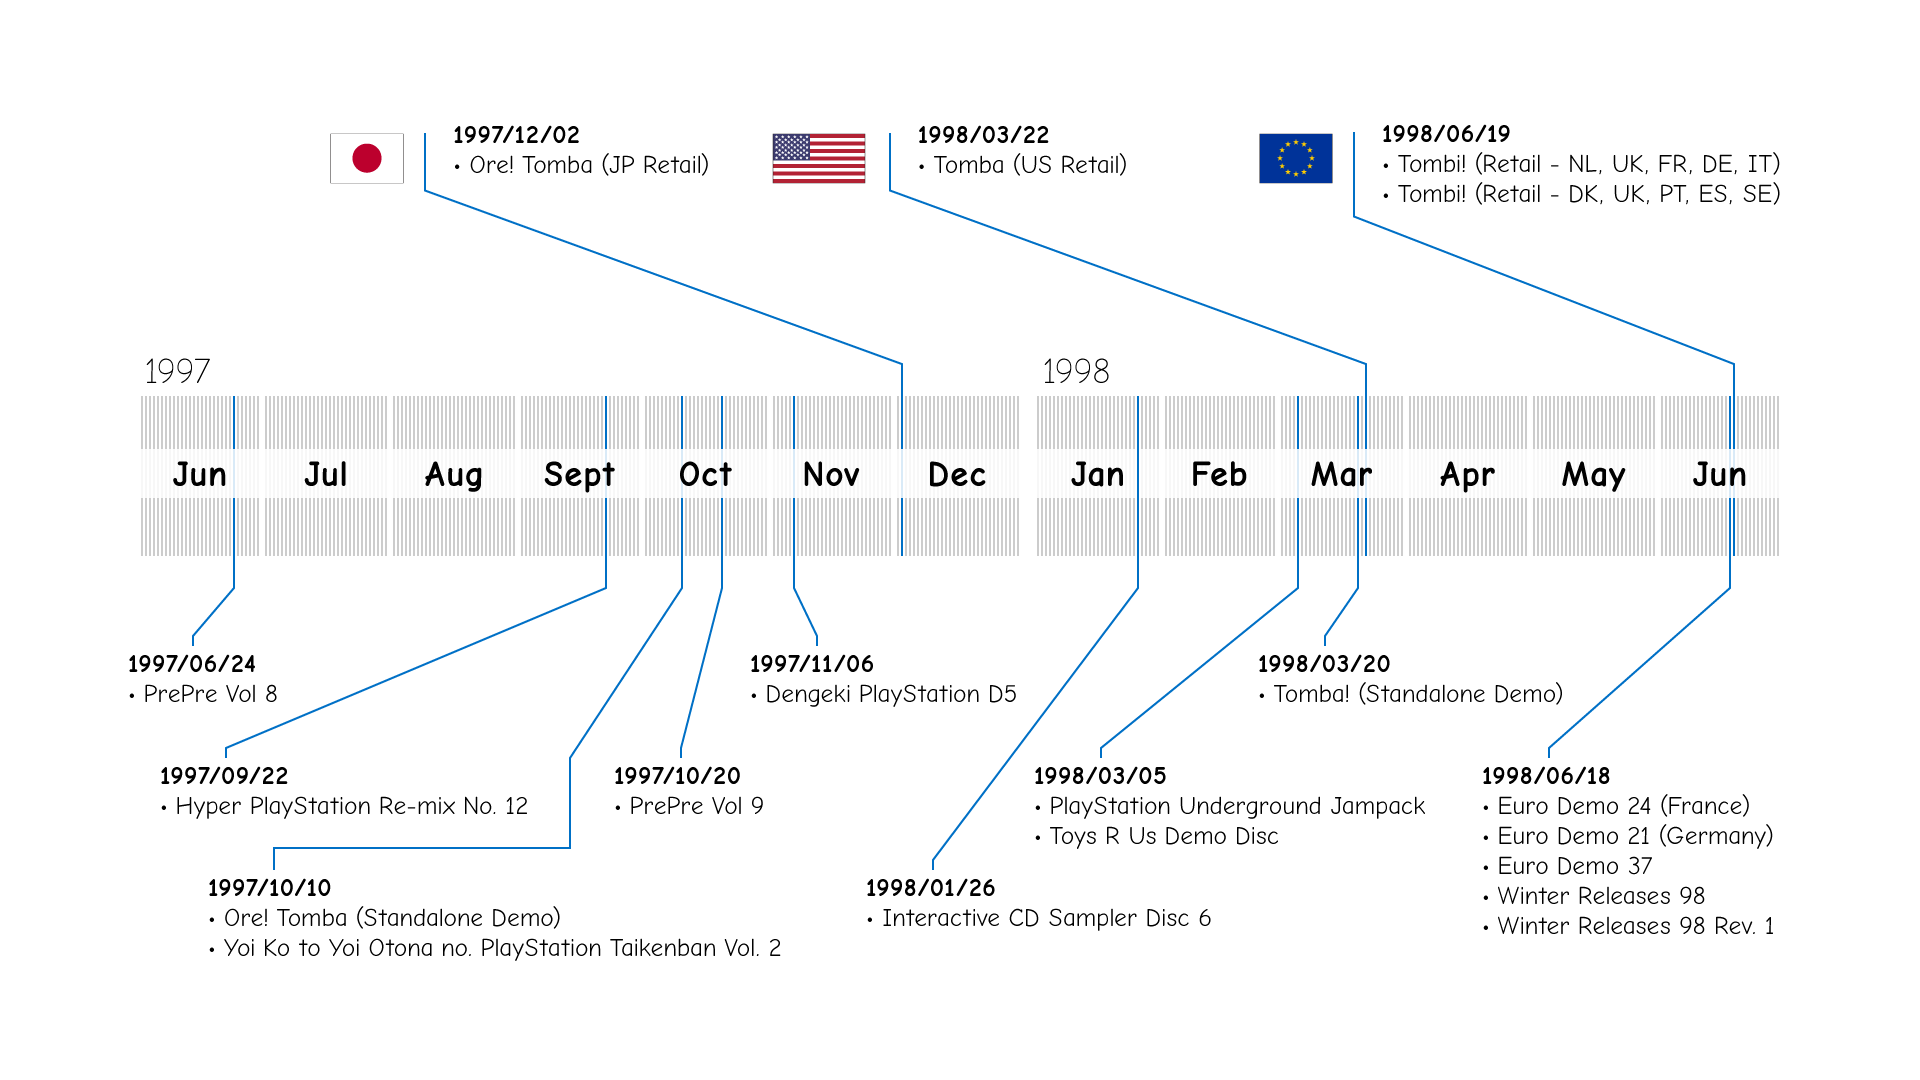 1997/12/02
• Ore! Tomba (JP Retail)
1998/03/22
• Tomba (US Retail)
1998/06/19
• Tombi! (Retail - NL, UK, FR, DE, IT)
• Tombi! (Retail - DK, UK, PT, ES, SE)
1997
1998
Jun Jul Aug Sept Oct Nov Dec Jan Feb Mar Apr May Jun
1997/06/24
• PrePre Vol 8
1997/11/06
• Dengeki PlayStation D5
1998/03/20
• Tomba! (Standalone Demo)
1997/09/22
• Hyper PlayStation Re-mix No. 12
1997/10/20
• PrePre Vol 9
1998/03/05
• PlayStation Underground Jampack
• Toys R Us Demo Disc
1998/06/18
• Euro Demo 24 (France)
• Euro Demo 21 (Germany)
• Euro Demo 37
• Winter Releases 98
• Winter Releases 98 Rev. 1
1997/10/10
• Ore! Tomba (Standalone Demo)
• Yoi Ko to Yoi Otona no. PlayStation Taikenban Vol. 2
1998/01/26
• Interactive CD Sampler Disc 6